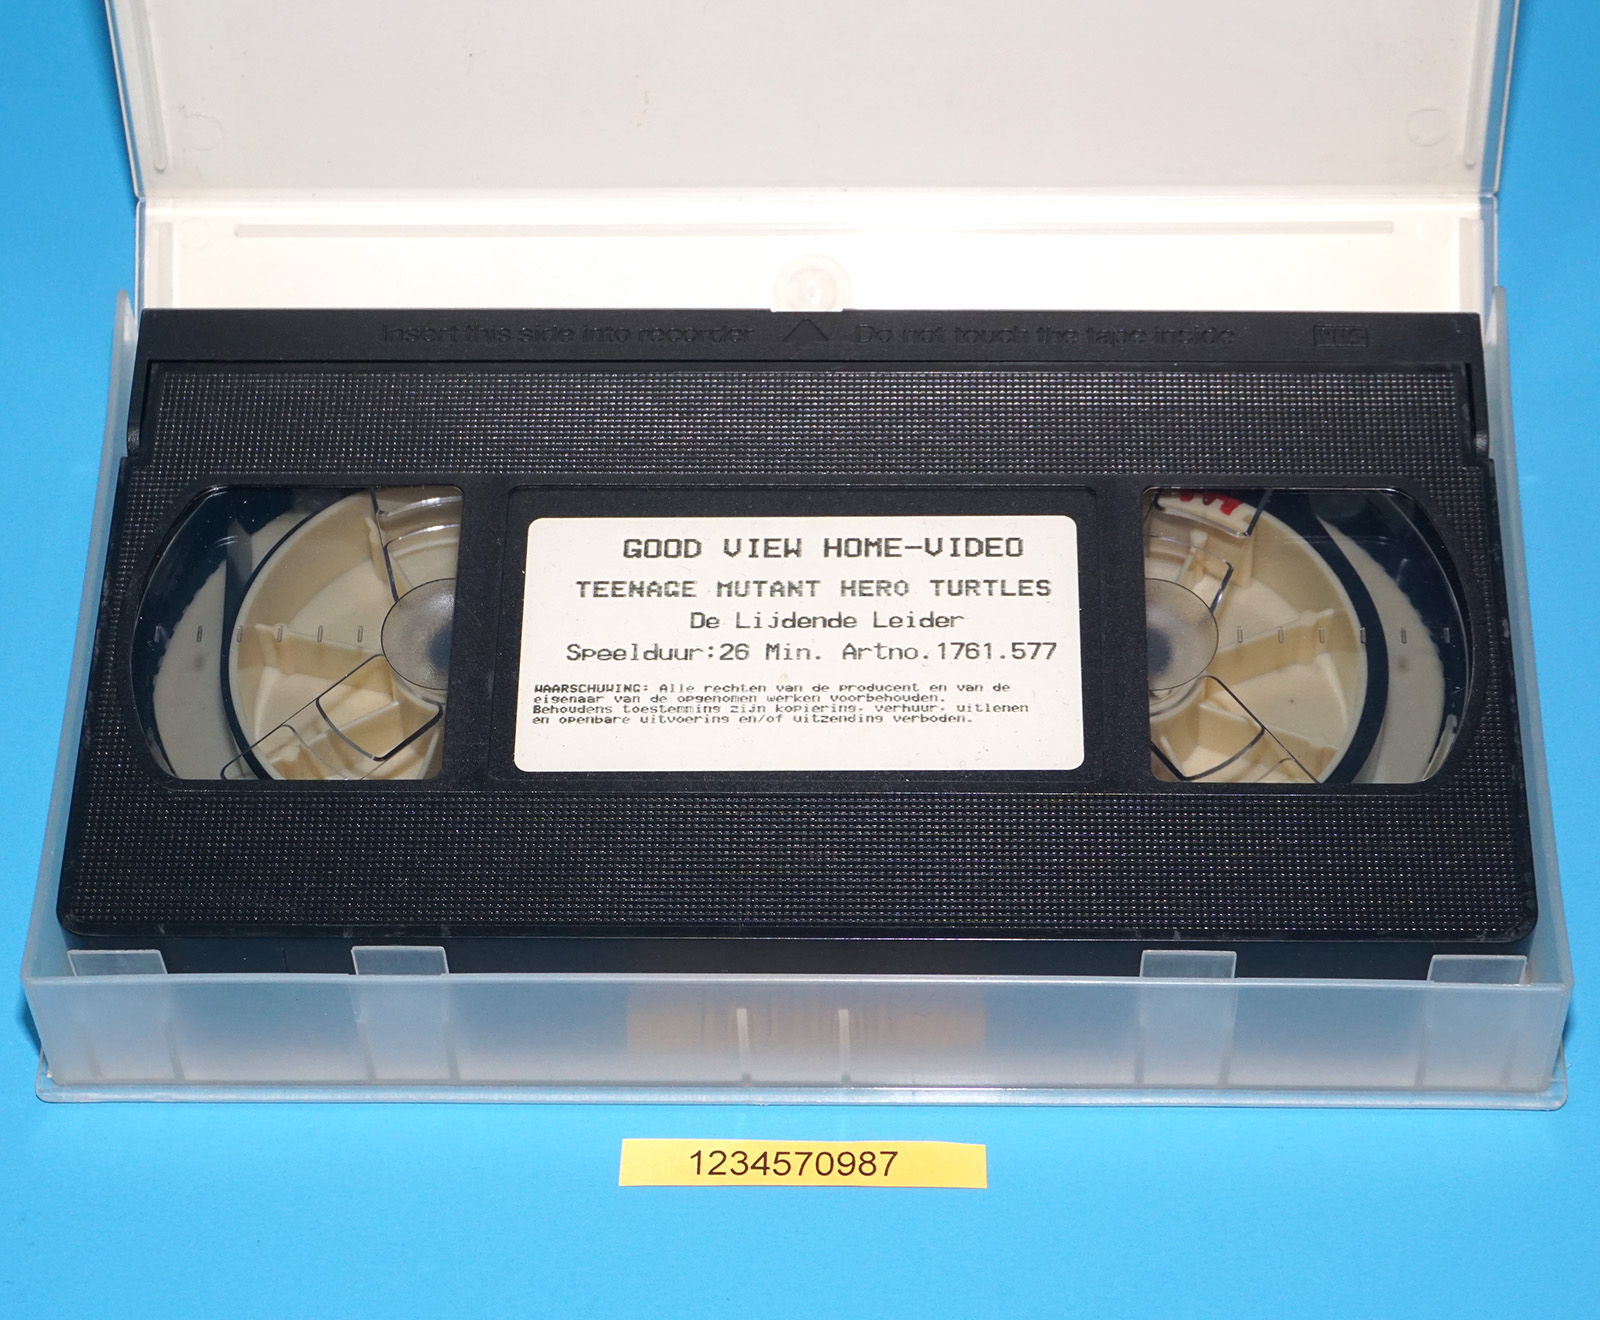 Insert this side into recorder Do not touch the tape inside VHS
GOOD VIEW HOME-VIDEO
TEENAGE MUTANT HERO TURTLES
De Lijdende Leider
Speelduur:26 Min. Artno.1761.577
WAARSCHUWING: Alle rechten van de producent en van de
eigenaar van de opgenomen werken voorbehouden.
Behoudens toestemming zijn kopiering, verhuur, uitlenen
en openbare uitvoering en/of uitzending verboden.
1234570987